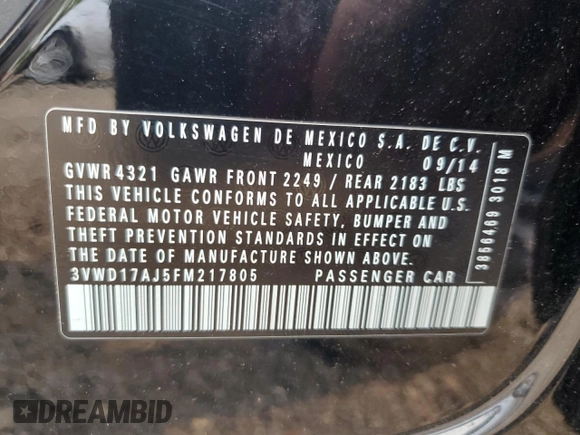 MFD BY VOLKSWAGEN DE MEXICO S.A. DE C.V.
MEXICO 09/14
GVWR 4321 GAWR FRONT 2249 / REAR 2183 LBS
THIS VEHICLE CONFORMS TO ALL APPLICABLE U.S.
FEDERAL MOTOR VEHICLE SAFETY, BUMPER AND
THEFT PREVENTION STANDARDS IN EFFECT ON
THE DATE OF MANUFACTURE SHOWN ABOVE.
3VWD17AJ5FM217805 PASSENGER CAR
3856469 3018 M
DREAMBID